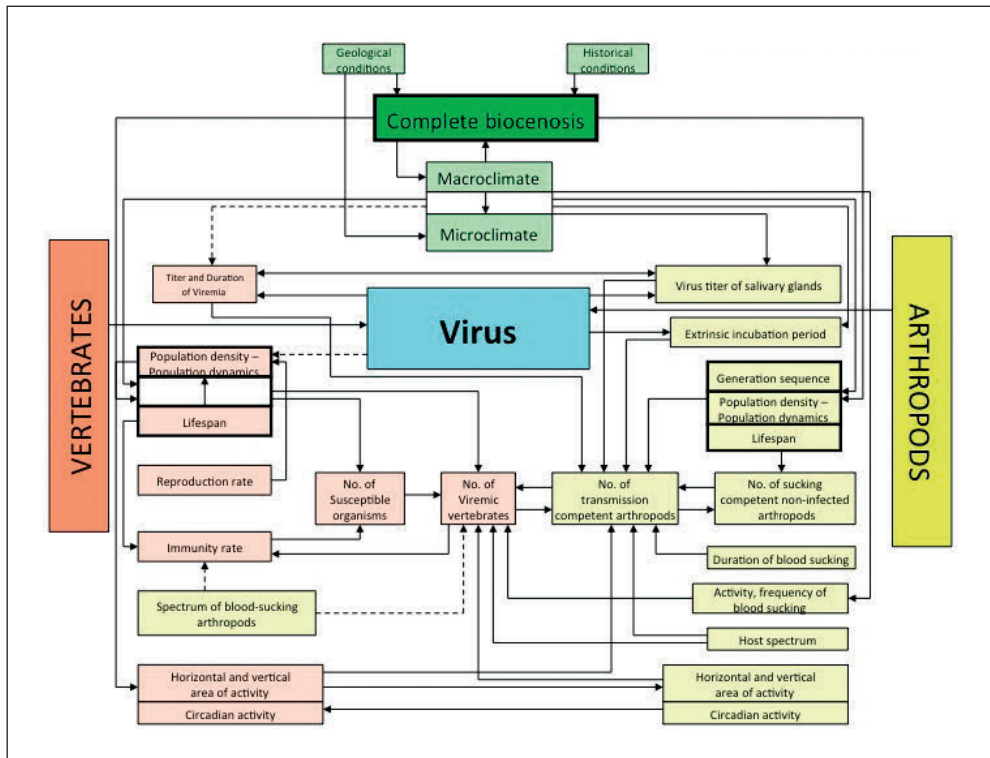 Geological
conditions
Historical
conditions
Complete biocenosis
Macroclimate
Microclimate
VERTEBRATES
ARTHROPODS
Titer and Duration
of Viremia
Virus titer of salivary glands
Virus
Extrinsic incubation period
Population density –
Population dynamics
Lifespan
Generation sequence
Population density –
Population dynamics
Lifespan
Reproduction rate
No. of
Susceptible
organisms
No. of
Viremic
vertebrates
No. of
transmission
competent arthropods
No. of sucking
competent non-infected
arthropods
Immunity rate
Duration of blood sucking
Spectrum of blood-sucking
arthropods
Activity, frequency of
blood sucking
Host spectrum
Horizontal and vertical
area of activity
Circadian activity
Horizontal and vertical
area of activity
Circadian activity